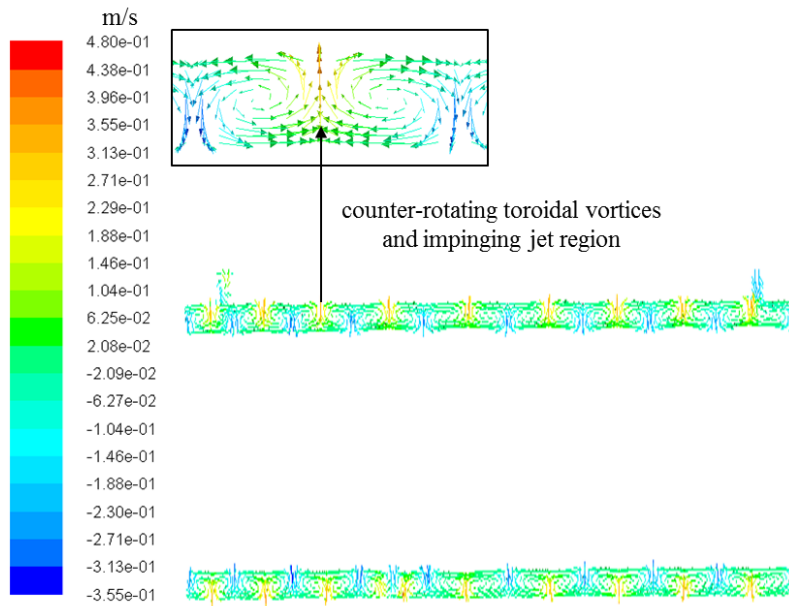 m/s
4.80e-01
4.38e-01
3.96e-01
3.55e-01
3.13e-01
2.71e-01
2.29e-01
1.88e-01
1.46e-01
1.04e-01
6.25e-02
2.08e-02
-2.09e-02
-6.27e-02
-1.04e-01
-1.46e-01
-1.88e-01
-2.30e-01
-2.71e-01
-3.13e-01
-3.55e-01
counter-rotating toroidal vortices
and impinging jet region